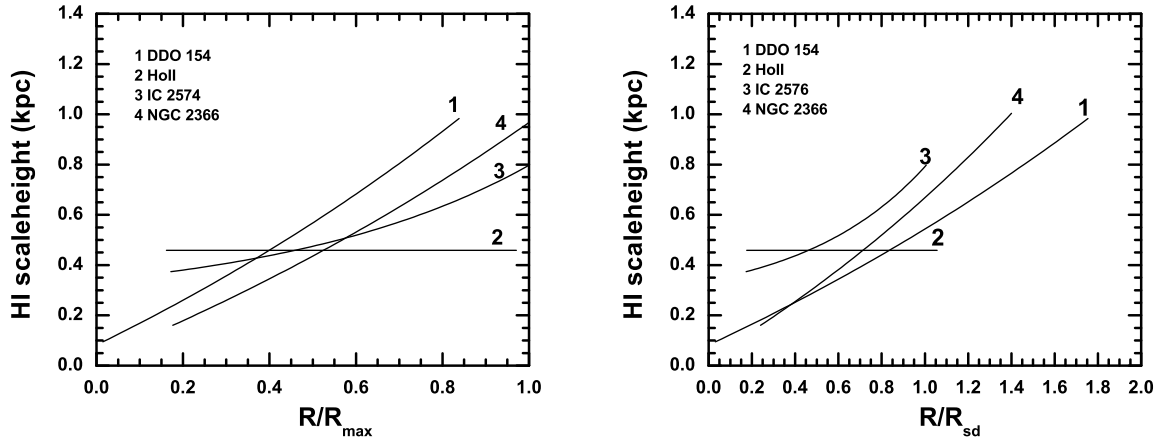 HI scaleheight (kpc)
1.4
1.2
1.0
0.8
0.6
0.4
0.2
0.0
1 DDO 154
2 HoII
3 IC 2574
4 NGC 2366
1
4
3
2
0.0 0.2 0.4 0.6 0.8 1.0
R/Rmax
HI scaleheight (kpc)
1.4
1.2
1.0
0.8
0.6
0.4
0.2
0.0
1 DDO 154
2 HoII
3 IC 2576
4 NGC 2366
4
1
3
2
0.0 0.2 0.4 0.6 0.8 1.0 1.2 1.4 1.6 1.8 2.0
R/Rsd